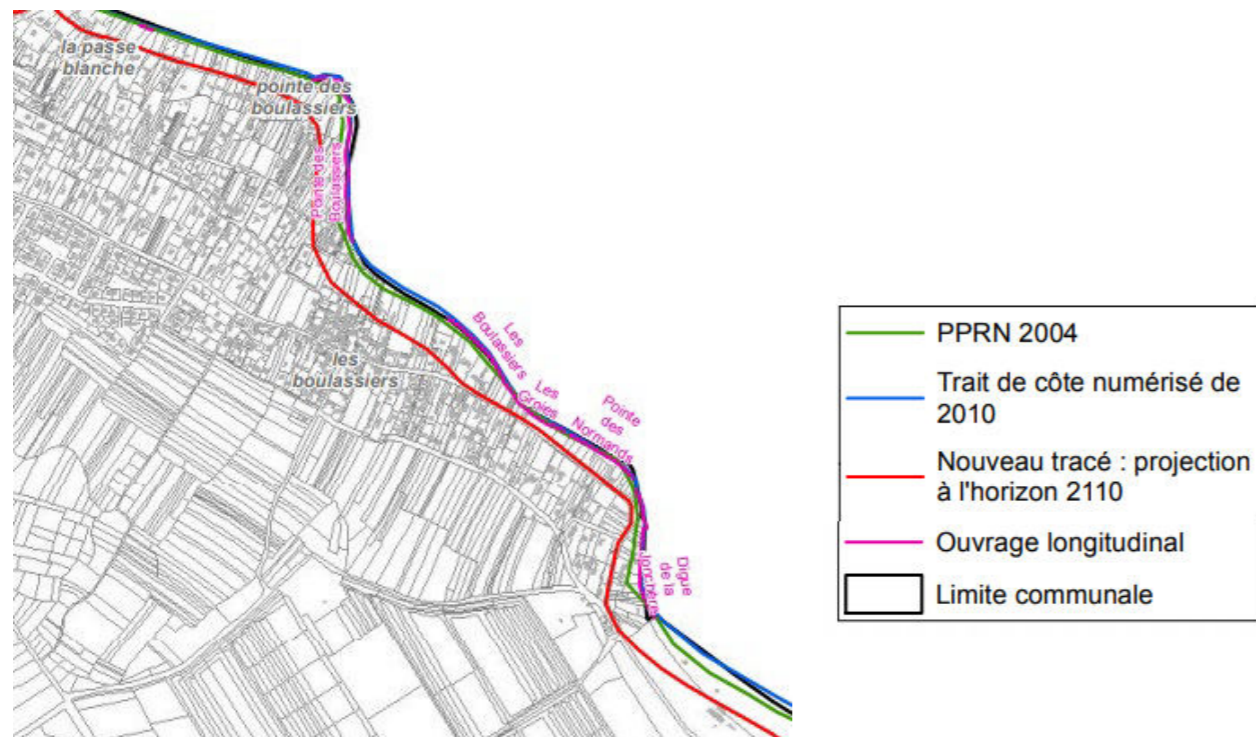 la passe
blanche
pointe des
boulassiers
Pointe des
Boulassiers
les
boulassiers
Les
Boulassiers
Les
Groies
Pointe
des
Normands
Digue
de la
Jonchère
PPRN 2004
Trait de côte numérisé de
2010
Nouveau tracé : projection
à l'horizon 2110
Ouvrage longitudinal
Limite communale